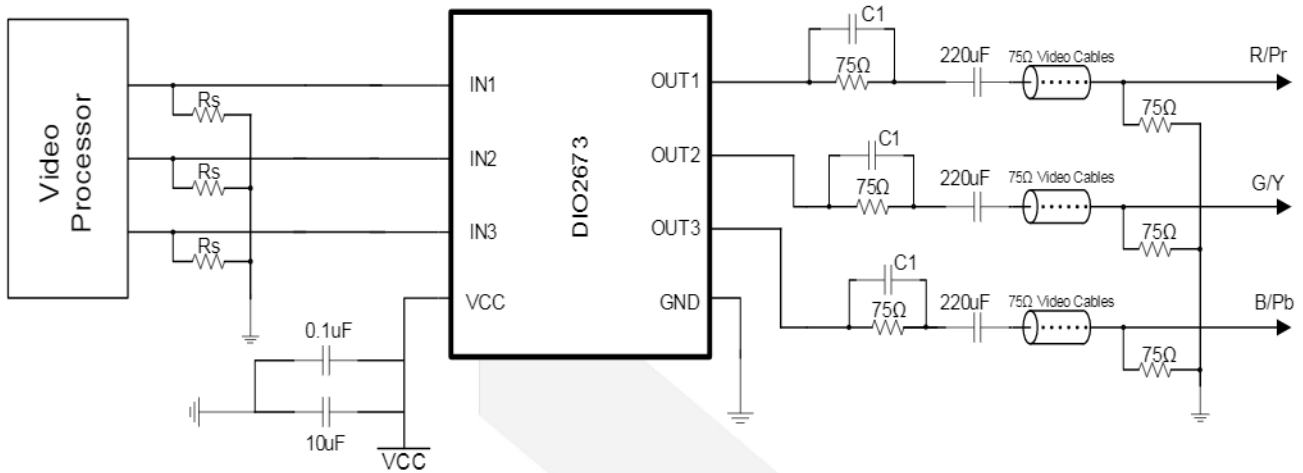 Video Processor
Rs
Rs
Rs
IN1
IN2
IN3
VCC
DIO2673
OUT1
OUT2
OUT3
GND
0.1uF
10uF
VCC
C1
75Ω
220uF
75Ω Video Cables
75Ω
R/Pr
C1
75Ω
220uF
75Ω Video Cables
75Ω
G/Y
C1
75Ω
220uF
75Ω Video Cables
75Ω
B/Pb